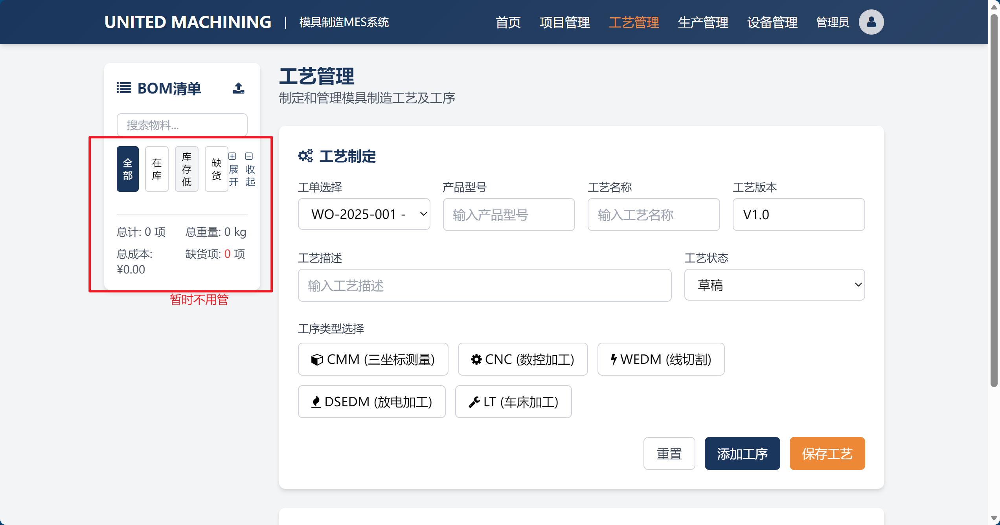 UNITED MACHINING | 模具制造MES系统 首页 项目管理 工艺管理 生产管理 设备管理 管理员
BOM清单
搜索物料...
全部 在库 库存低 缺货 展开 收起
总计: 0 项 总重量: 0 kg
总成本: ¥0.00 缺货项: 0 项
暂时不用管
工艺管理
制定和管理模具制造工艺及工序
工艺制定
工单选择 产品型号 工艺名称 工艺版本
WO-2025-001 - 输入产品型号 输入工艺名称 V1.0
工艺描述 工艺状态
输入工艺描述 草稿
工序类型选择
CMM (三坐标测量) CNC (数控加工) WEDM (线切割)
DSEDM (放电加工) LT (车床加工)
重置 添加工序 保存工艺